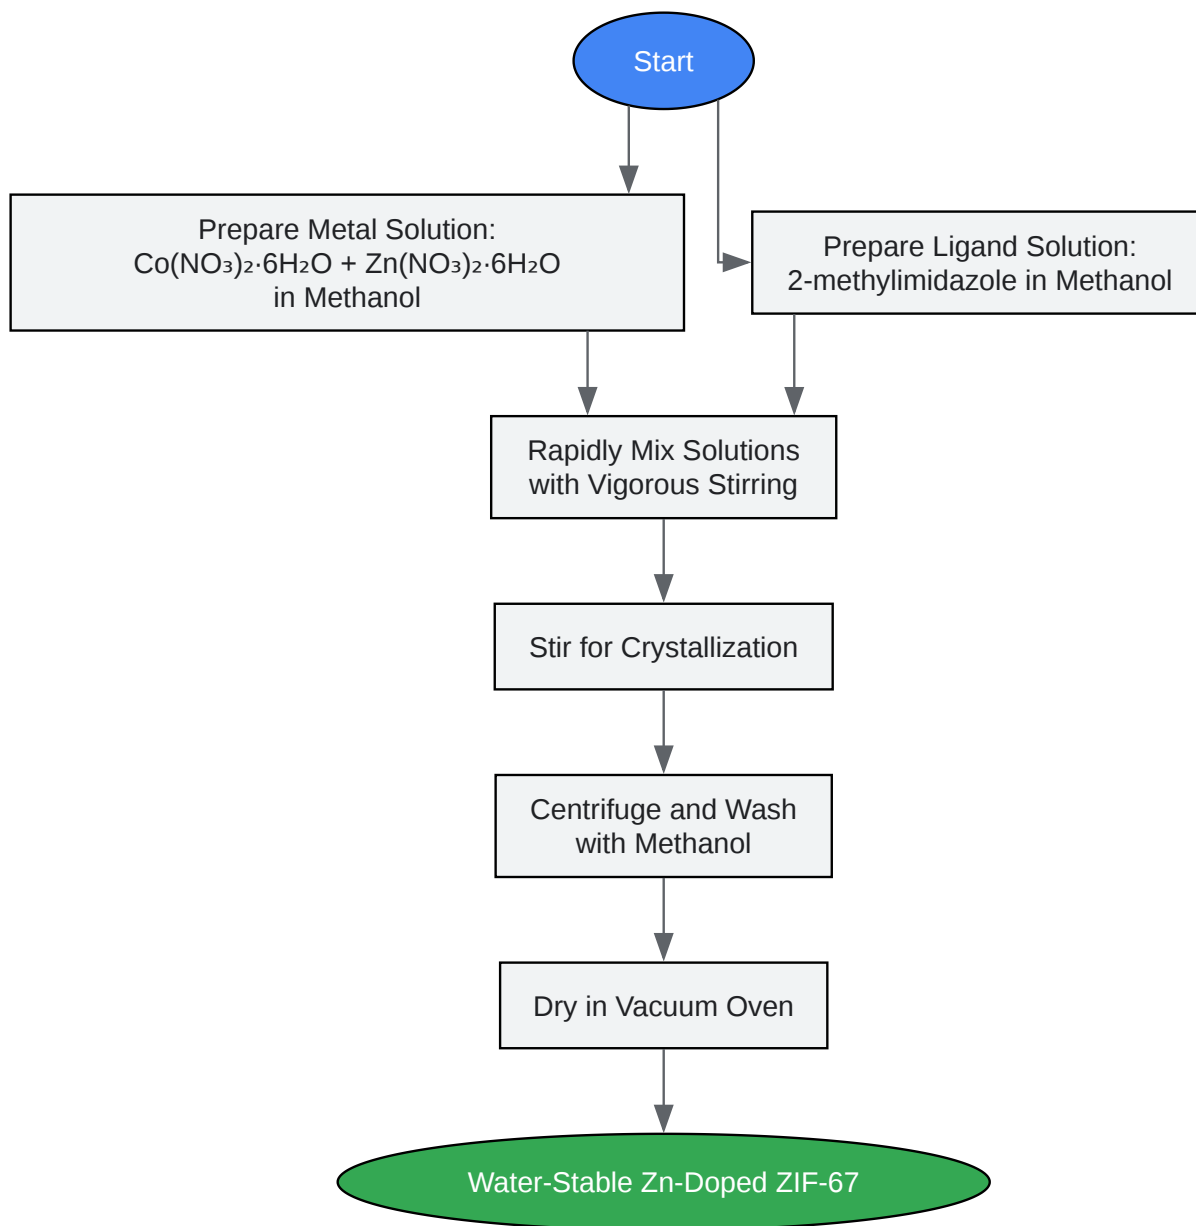 Start
Prepare Metal Solution:
Co(NO₃)₂·6H₂O + Zn(NO₃)₂·6H₂O
in Methanol
Prepare Ligand Solution:
2-methylimidazole in Methanol
Rapidly Mix Solutions
with Vigorous Stirring
Stir for Crystallization
Centrifuge and Wash
with Methanol
Dry in Vacuum Oven
Water-Stable Zn-Doped ZIF-67